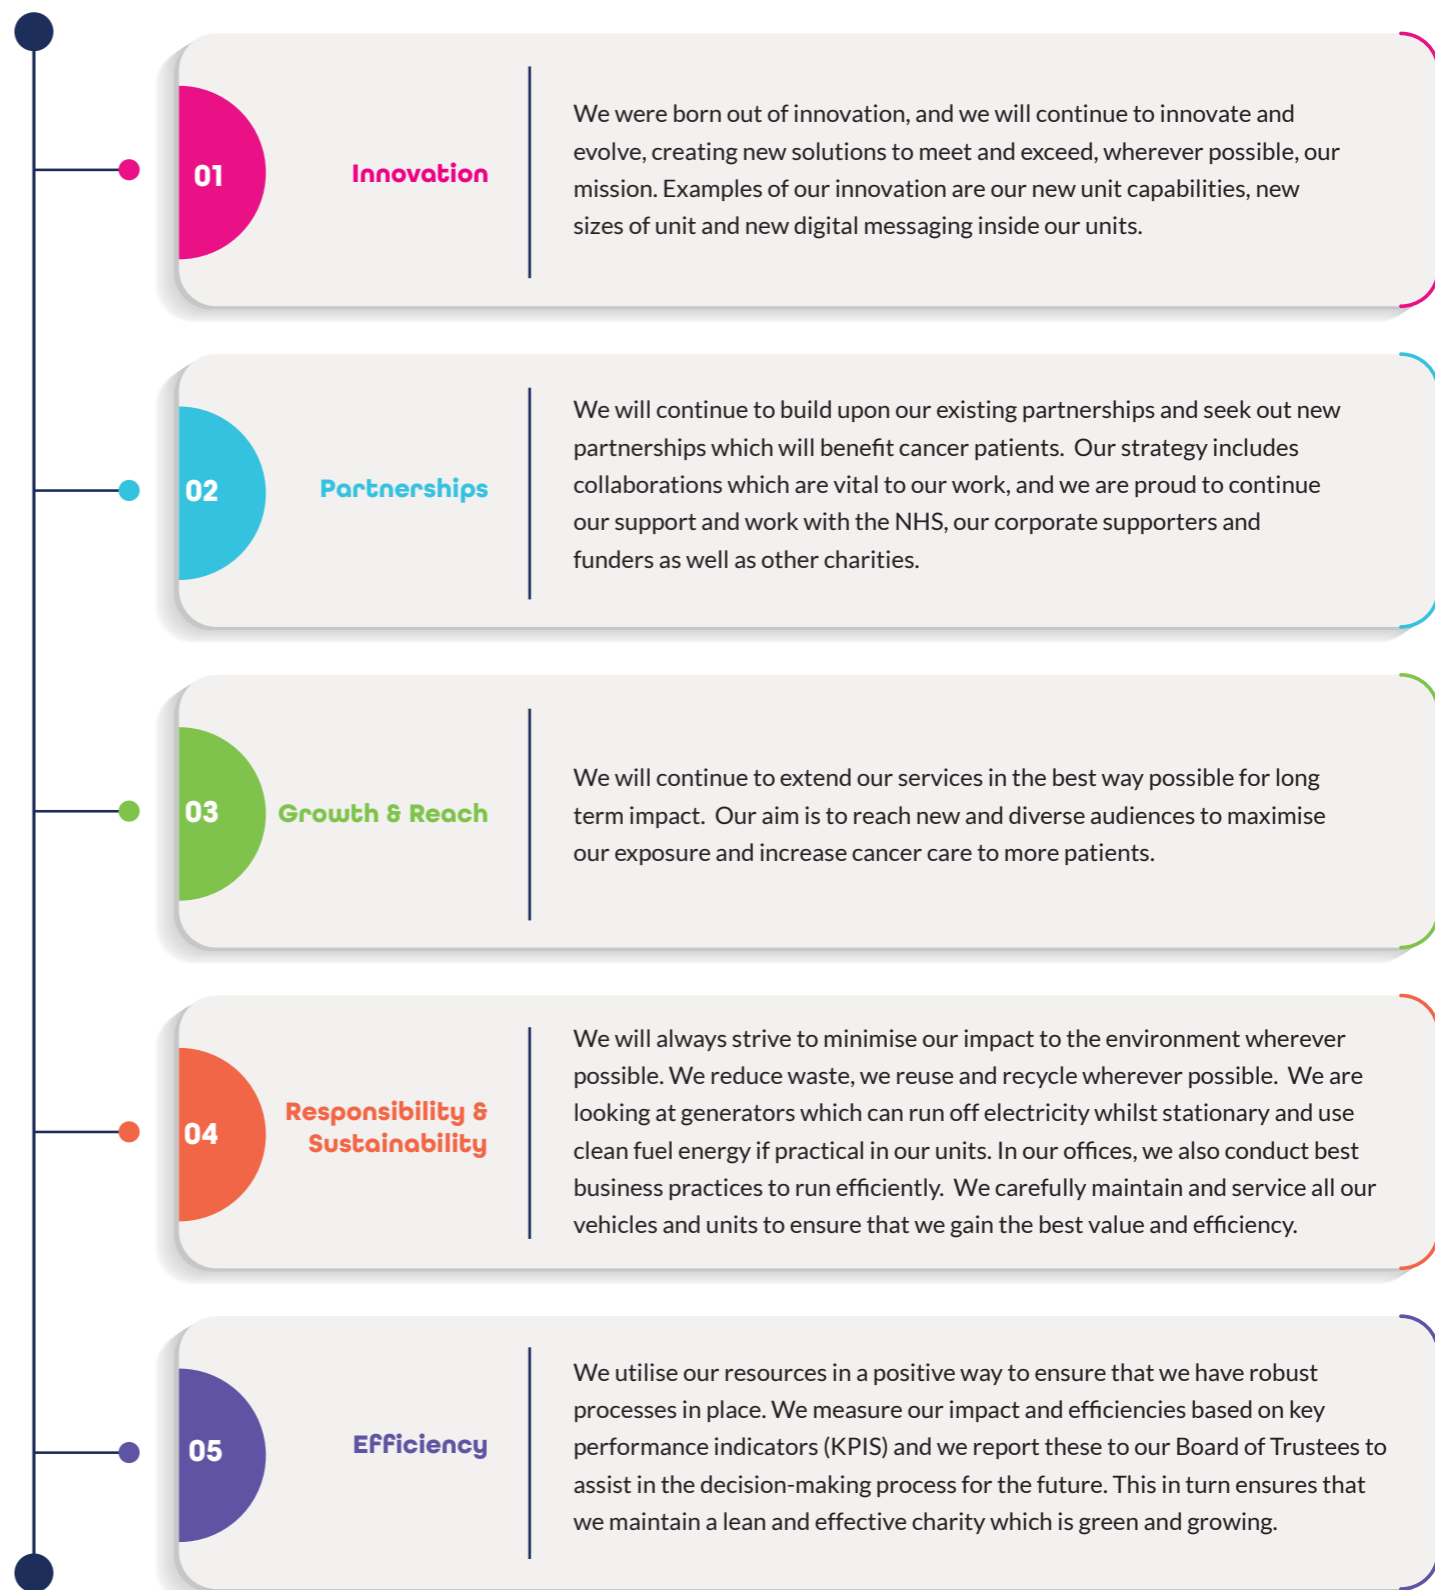 01
Innovation
We were born out of innovation, and we will continue to innovate and
evolve, creating new solutions to meet and exceed, wherever possible, our
mission. Examples of our innovation are our new unit capabilities, new
sizes of unit and new digital messaging inside our units.
02
Partnerships
We will continue to build upon our existing partnerships and seek out new
partnerships which will benefit cancer patients.  Our strategy includes
collaborations which are vital to our work, and we are proud to continue
our support and work with the NHS, our corporate supporters and
funders as well as other charities.
03
Growth & Reach
We will continue to extend our services in the best way possible for long
term impact.  Our aim is to reach new and diverse audiences to maximise
our exposure and increase cancer care to more patients.
04
Responsibility &
Sustainability
We will always strive to minimise our impact to the environment wherever
possible. We reduce waste, we reuse and recycle wherever possible.  We are
looking at generators which can run off electricity whilst stationary and use
clean fuel energy if practical in our units. In our offices, we also conduct best
business practices to run efficiently.  We carefully maintain and service all our
vehicles and units to ensure that we gain the best value and efficiency.
05
Efficiency
We utilise our resources in a positive way to ensure that we have robust
processes in place. We measure our impact and efficiencies based on key
performance indicators (KPIS) and we report these to our Board of Trustees to
assist in the decision-making process for the future. This in turn ensures that
we maintain a lean and effective charity which is green and growing.